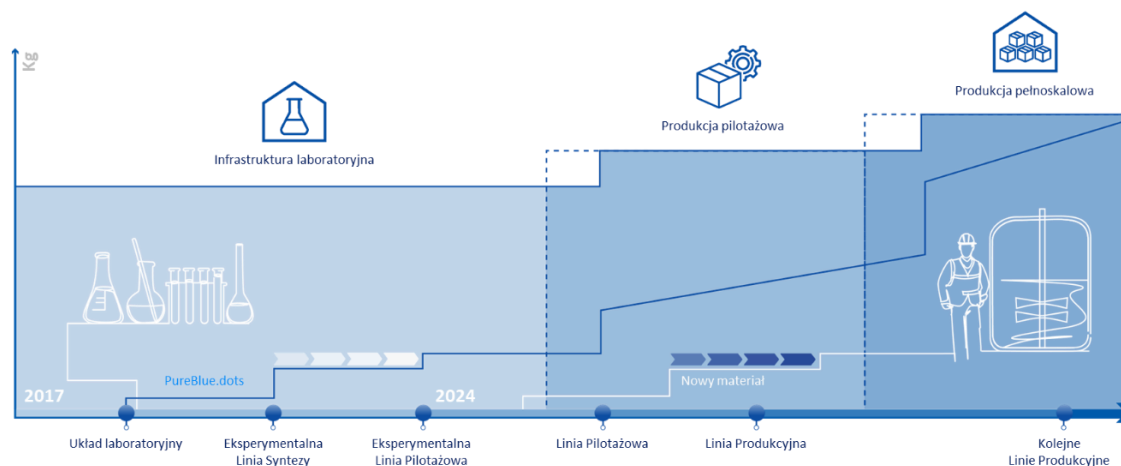 Kg
Infrastruktura laboratoryjna
Produkcja pilotażowa
Produkcja pełnoskalowa
PureBlue.dots
Nowy materiał
2017
2024
Układ laboratoryjny
Eksperymentalna
Linia Syntezy
Eksperymentalna
Linia Pilotażowa
Linia Pilotażowa
Linia Produkcyjna
Kolejne
Linie Produkcyjne